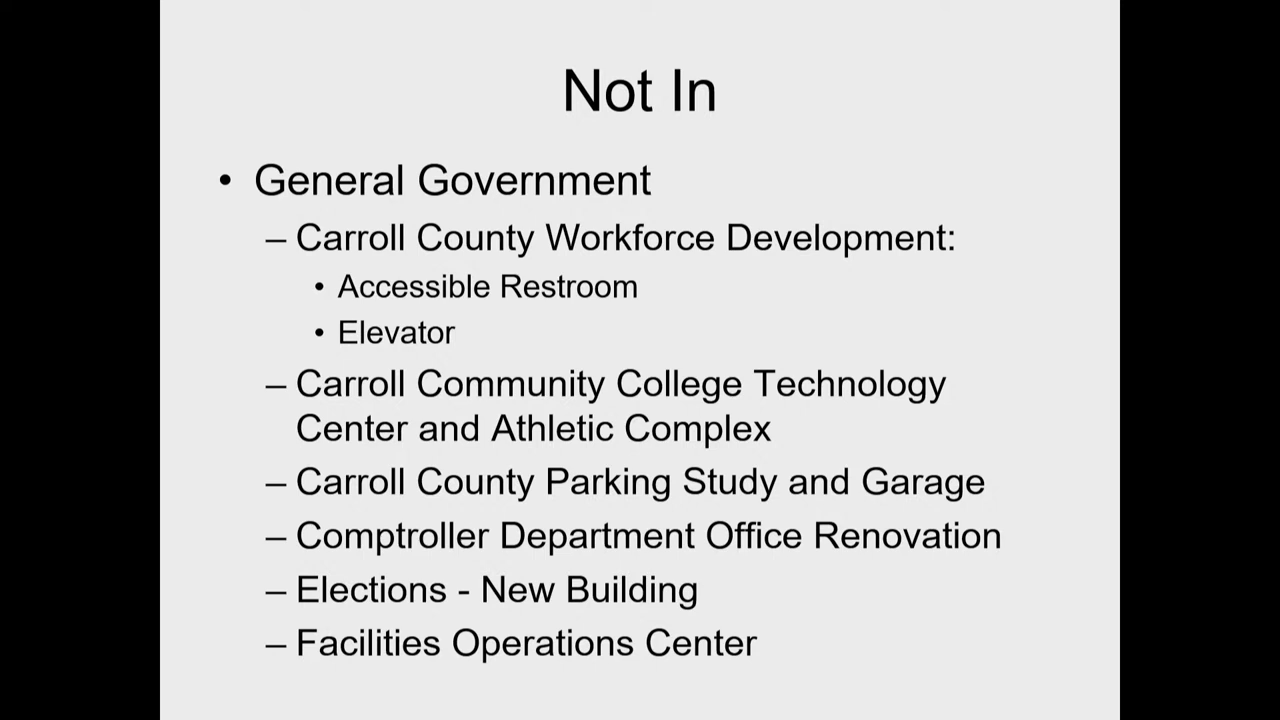 Not In
• General Government
– Carroll County Workforce Development:
• Accessible Restroom
• Elevator
– Carroll Community College Technology
Center and Athletic Complex
– Carroll County Parking Study and Garage
– Comptroller Department Office Renovation
– Elections - New Building
– Facilities Operations Center